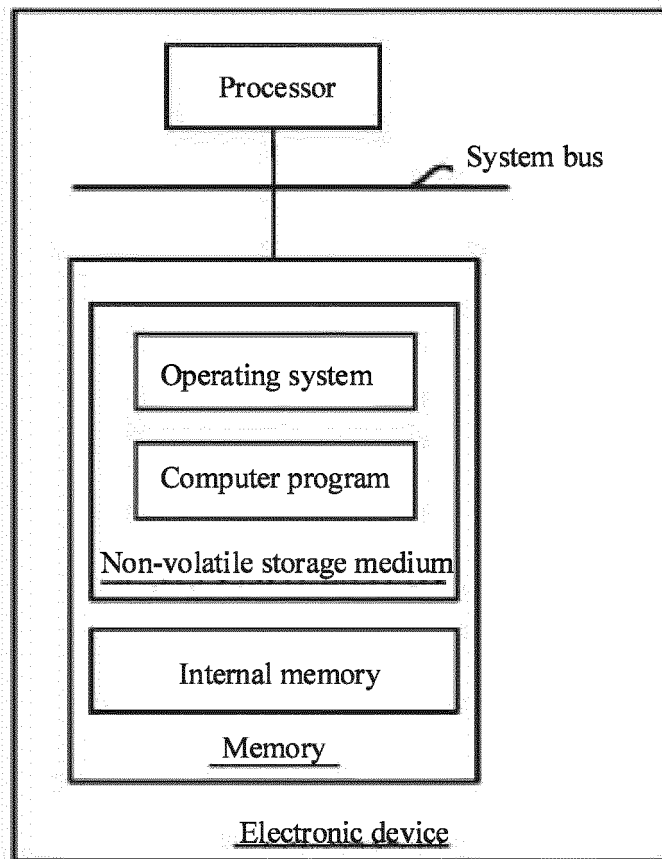 Processor
System bus
Operating system
Computer program
Non-volatile storage medium
Internal memory
Memory
Electronic device